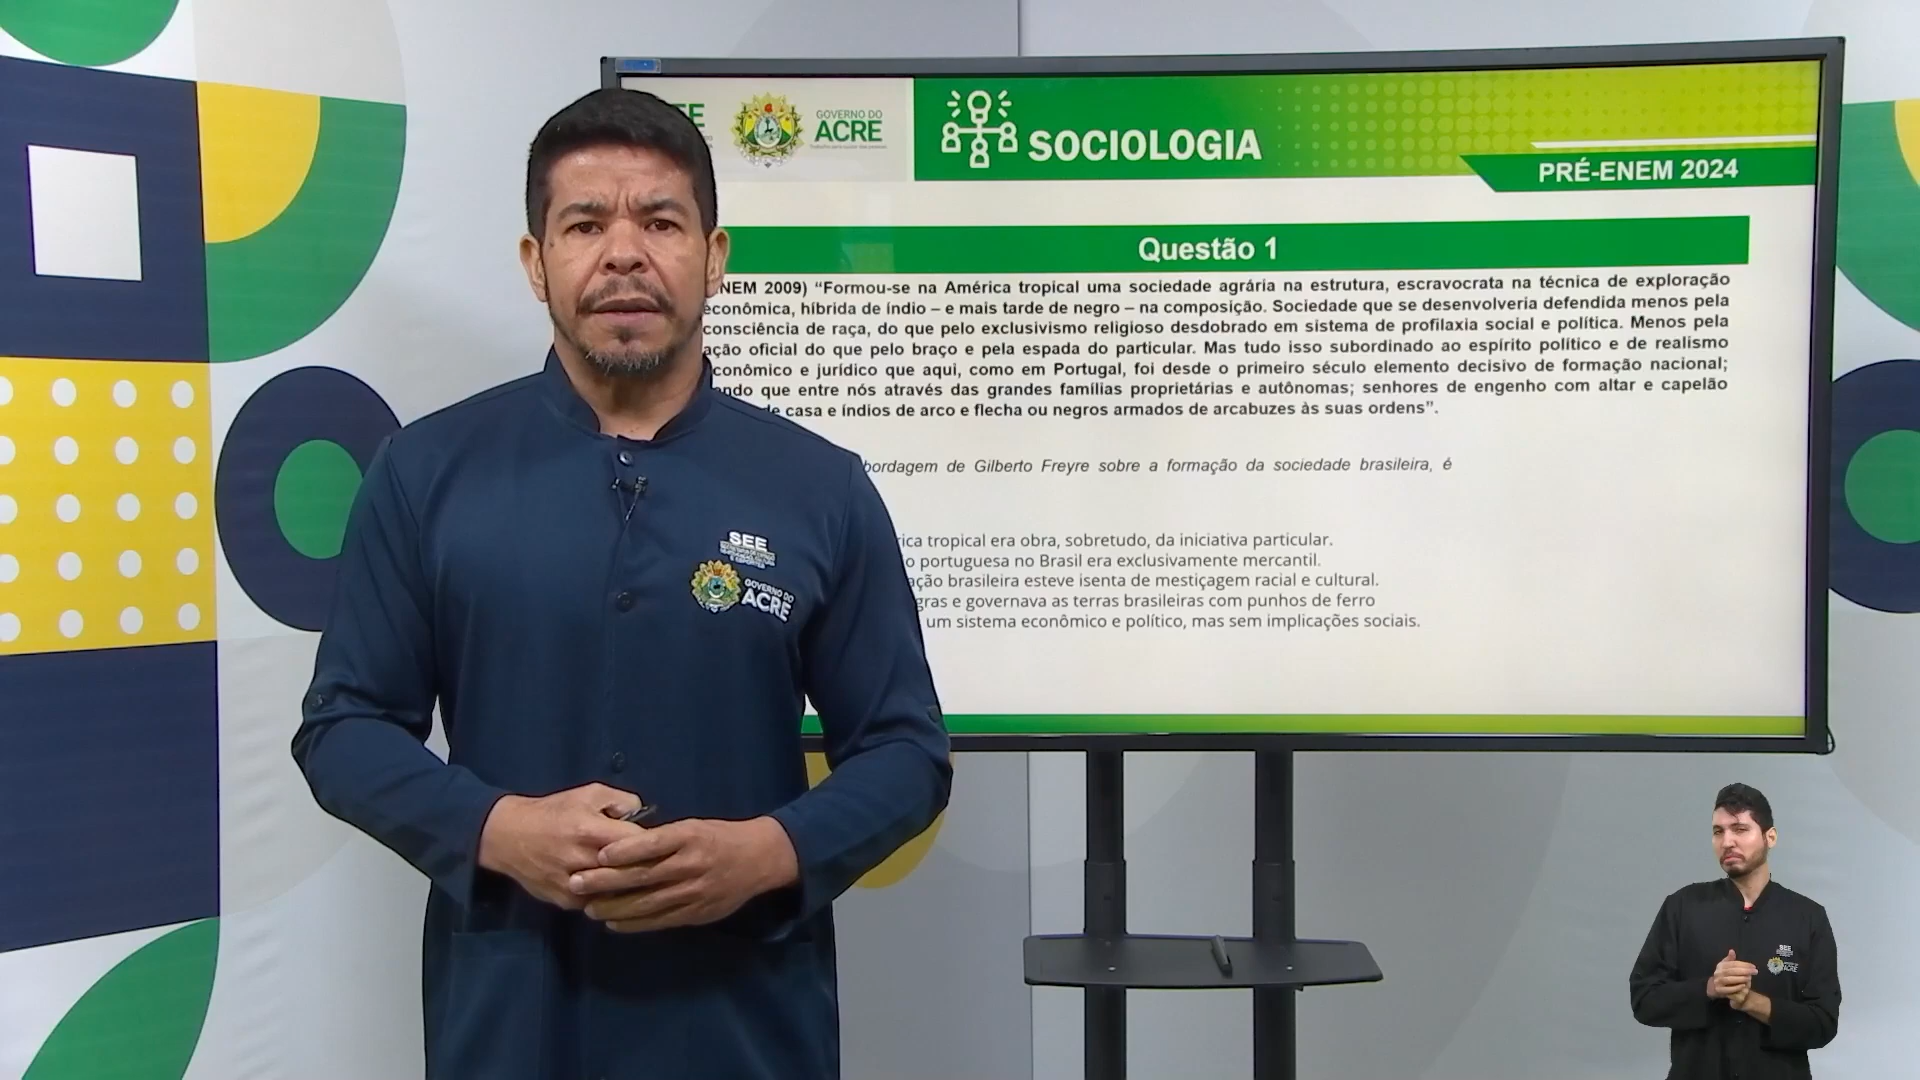 GOVERNO DO
ACRE
SOCIOLOGIA
PRÉ-ENEM 2024
Questão 1
NEM 2009) “Formou-se na América tropical uma sociedade agrária na estrutura, escravocrata na técnica de exploração
econômica, híbrida de índio – e mais tarde de negro – na composição. Sociedade que se desenvolveria defendida menos pela
consciência de raça, do que pelo exclusivismo religioso desdobrado em sistema de profilaxia social e política. Menos pela
ação oficial do que pelo braço e pela espada do particular. Mas tudo isso subordinado ao espírito político e de realismo
conômico e jurídico que aqui, como em Portugal, foi desde o primeiro século elemento decisivo de formação nacional;
ndo que entre nós através das grandes famílias proprietárias e autônomas; senhores de engenho com altar e capelão
de casa e índios de arco e flecha ou negros armados de arcabuzes às suas ordens”.
bordagem de Gilberto Freyre sobre a formação da sociedade brasileira, é
rica tropical era obra, sobretudo, da iniciativa particular.
o portuguesa no Brasil era exclusivamente mercantil.
ação brasileira esteve isenta de mestiçagem racial e cultural.
gras e governava as terras brasileiras com punhos de ferro
um sistema econômico e político, mas sem implicações sociais.
SEE
GOVERNO DO
ACRE
SEE
ACRE